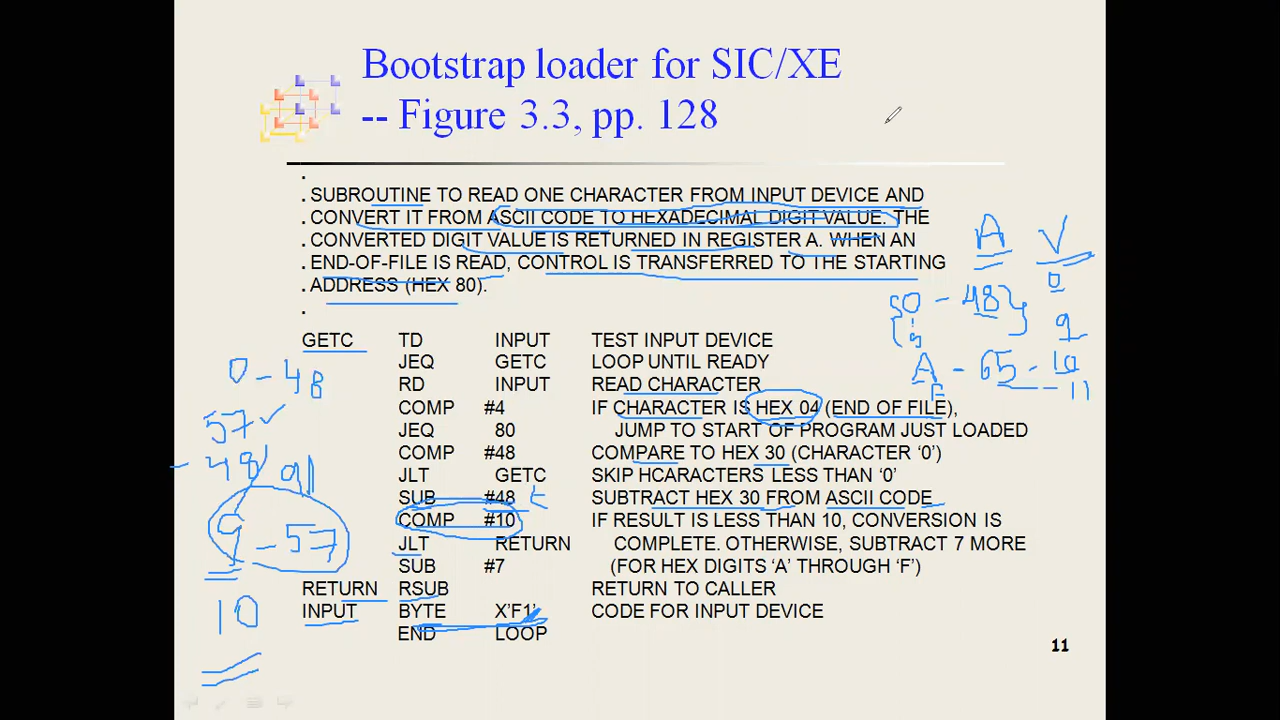 Bootstrap loader for SIC/XE
-- Figure 3.3, pp. 128
.
. SUBROUTINE TO READ ONE CHARACTER FROM INPUT DEVICE AND
. CONVERT IT FROM ASCII CODE TO HEXADECIMAL DIGIT VALUE. THE
. CONVERTED DIGIT VALUE IS RETURNED IN REGISTER A. WHEN AN
. END-OF-FILE IS READ, CONTROL IS TRANSFERRED TO THE STARTING
. ADDRESS (HEX 80).
.
GETC TD INPUT TEST INPUT DEVICE
JEQ GETC LOOP UNTIL READY
RD INPUT READ CHARACTER
COMP #4 IF CHARACTER IS HEX 04 (END OF FILE),
JEQ 80 JUMP TO START OF PROGRAM JUST LOADED
COMP #48 COMPARE TO HEX 30 (CHARACTER ‘0’)
JLT GETC SKIP HCARACTERS LESS THAN ‘0’
SUB #48 SUBTRACT HEX 30 FROM ASCII CODE
COMP #10 IF RESULT IS LESS THAN 10, CONVERSION IS
JLT RETURN COMPLETE. OTHERWISE, SUBTRACT 7 MORE
SUB #7 (FOR HEX DIGITS ‘A’ THROUGH ‘F’)
RETURN RSUB RETURN TO CALLER
INPUT BYTE X’F1’ CODE FOR INPUT DEVICE
END LOOP
A V
0 - 48 0
9 9
A - 65 - 10
F -- 11
0 - 48
57
- 48 9
9 - 57
10
11